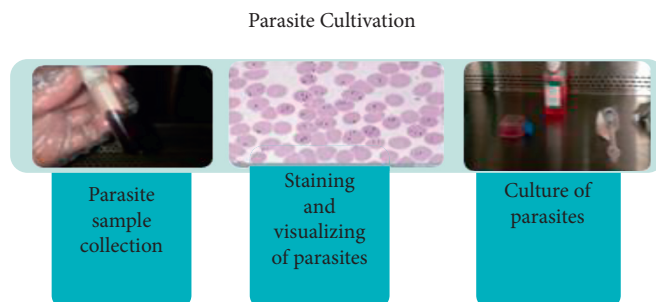 Parasite Cultivation
Parasite
sample
collection
Staining
and
visualizing
of parasites
Culture of
parasites